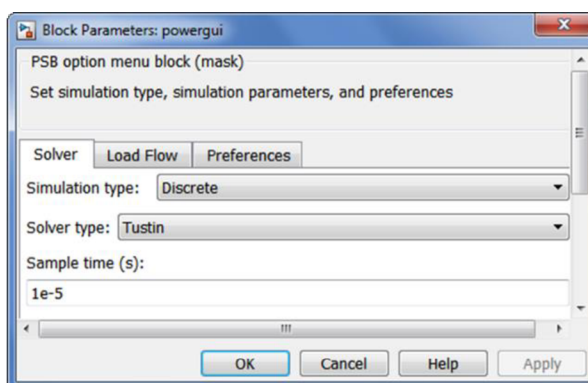 Block Parameters: powergui
PSB option menu block (mask)
Set simulation type, simulation parameters, and preferences
Solver Load Flow Preferences
Simulation type: Discrete
Solver type: Tustin
Sample time (s):
1e-5
OK Cancel Help Apply